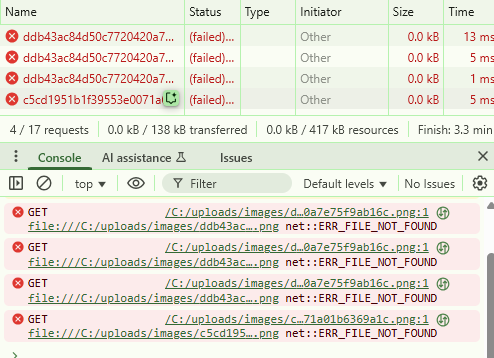 Name Status Type Initiator Size Time
ddb43ac84d50c7720420a7... (failed)... Other 0.0 kB 13 ms
ddb43ac84d50c7720420a7... (failed)... Other 0.0 kB 5 ms
ddb43ac84d50c7720420a7... (failed)... Other 0.0 kB 1 ms
c5cd1951b1f39553e0071a (failed)... Other 0.0 kB 5 ms
4 / 17 requests 0.0 kB / 138 kB transferred 0.0 kB / 417 kB resources Finish: 3.3 min
Console AI assistance Issues
top Filter Default levels No Issues
GET /C:/uploads/images/d…0a7e75f9ab16c.png:1
file:///C:/uploads/images/ddb43ac….png net::ERR_FILE_NOT_FOUND
GET /C:/uploads/images/d…0a7e75f9ab16c.png:1
file:///C:/uploads/images/ddb43ac….png net::ERR_FILE_NOT_FOUND
GET /C:/uploads/images/d…0a7e75f9ab16c.png:1
file:///C:/uploads/images/ddb43ac….png net::ERR_FILE_NOT_FOUND
GET /C:/uploads/images/c…71a01b6369a1c.png:1
file:///C:/uploads/images/c5cd195….png net::ERR_FILE_NOT_FOUND